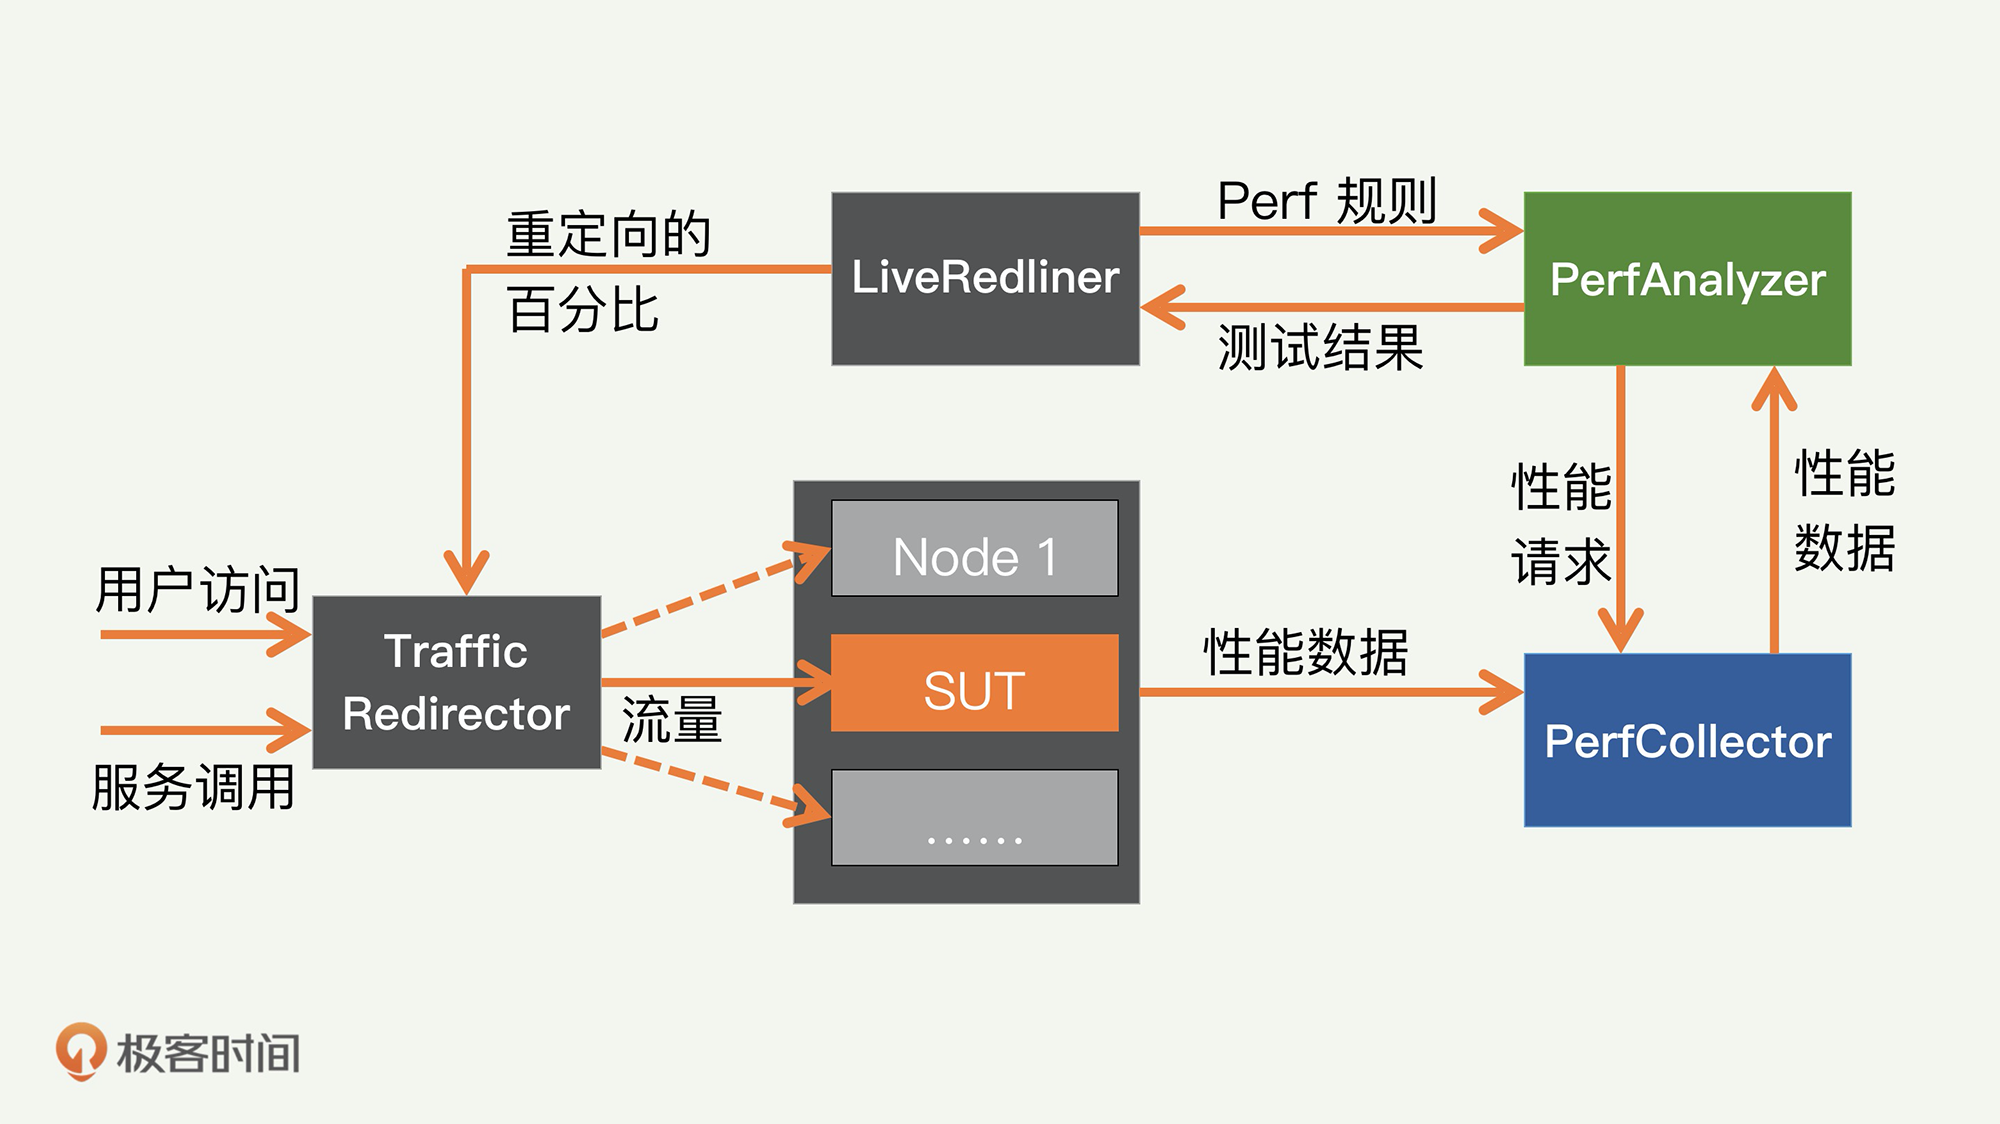 重定向的
百分比
LiveRedliner
Perf 规则
测试结果
PerfAnalyzer
性能
请求
性能
数据
用户访问
服务调用
Traffic
Redirector
流量
Node 1
SUT
......
性能数据
PerfCollector
极客时间